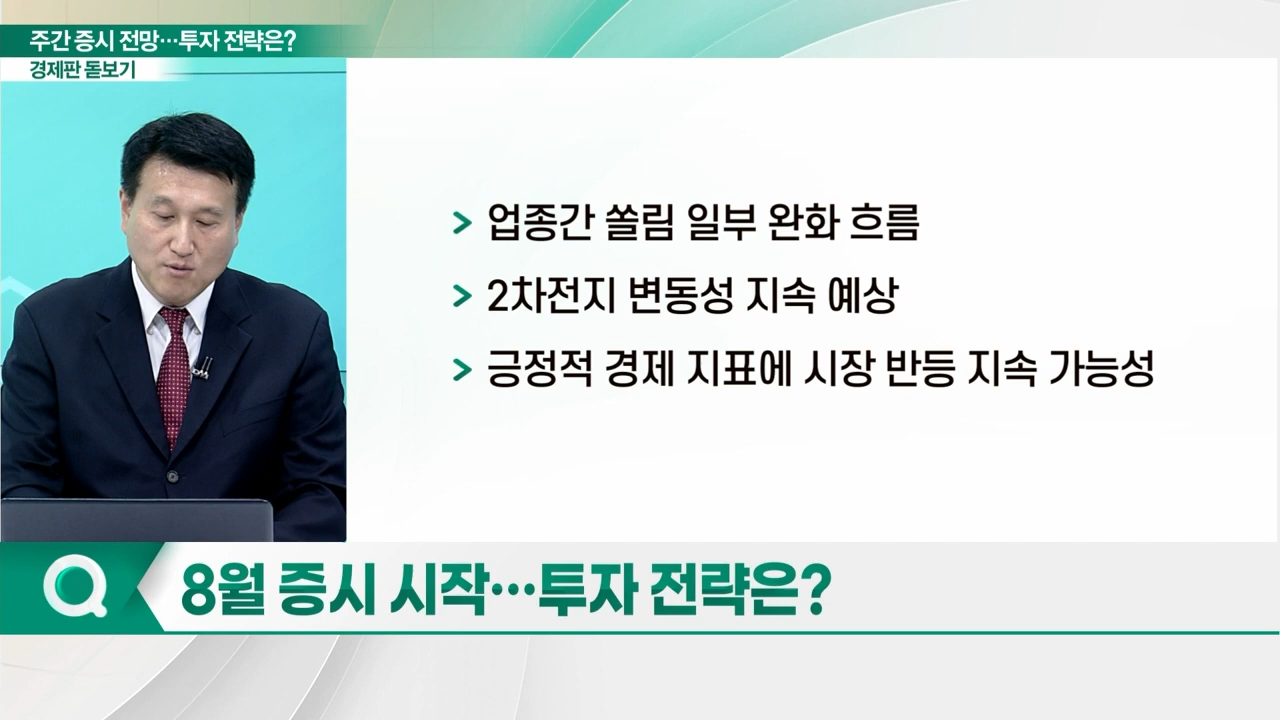 주간 증시 전망…투자 전략은?
경제판 돋보기
> 업종간 쏠림 일부 완화 흐름
> 2차전지 변동성 지속 예상
> 긍정적 경제 지표에 시장 반등 지속 가능성
8월 증시 시작…투자 전략은?